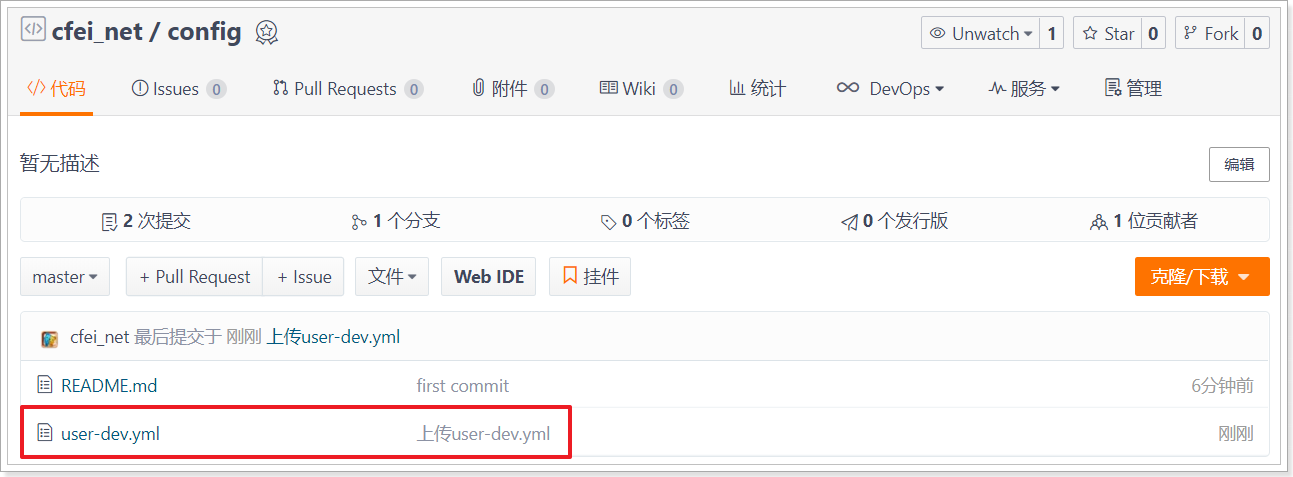 cfei_net / config
Unwatch 1 Star 0 Fork 0
代码 Issues 0 Pull Requests 0 附件 0 Wiki 0 统计 DevOps 服务 管理
暂无描述 编辑
2 次提交 1 个分支 0 个标签 0 个发行版 1 位贡献者
master + Pull Request + Issue 文件 Web IDE 挂件 克隆/下载
cfei_net 最后提交于 刚刚 上传user-dev.yml
README.md first commit 6分钟前
user-dev.yml 上传user-dev.yml 刚刚